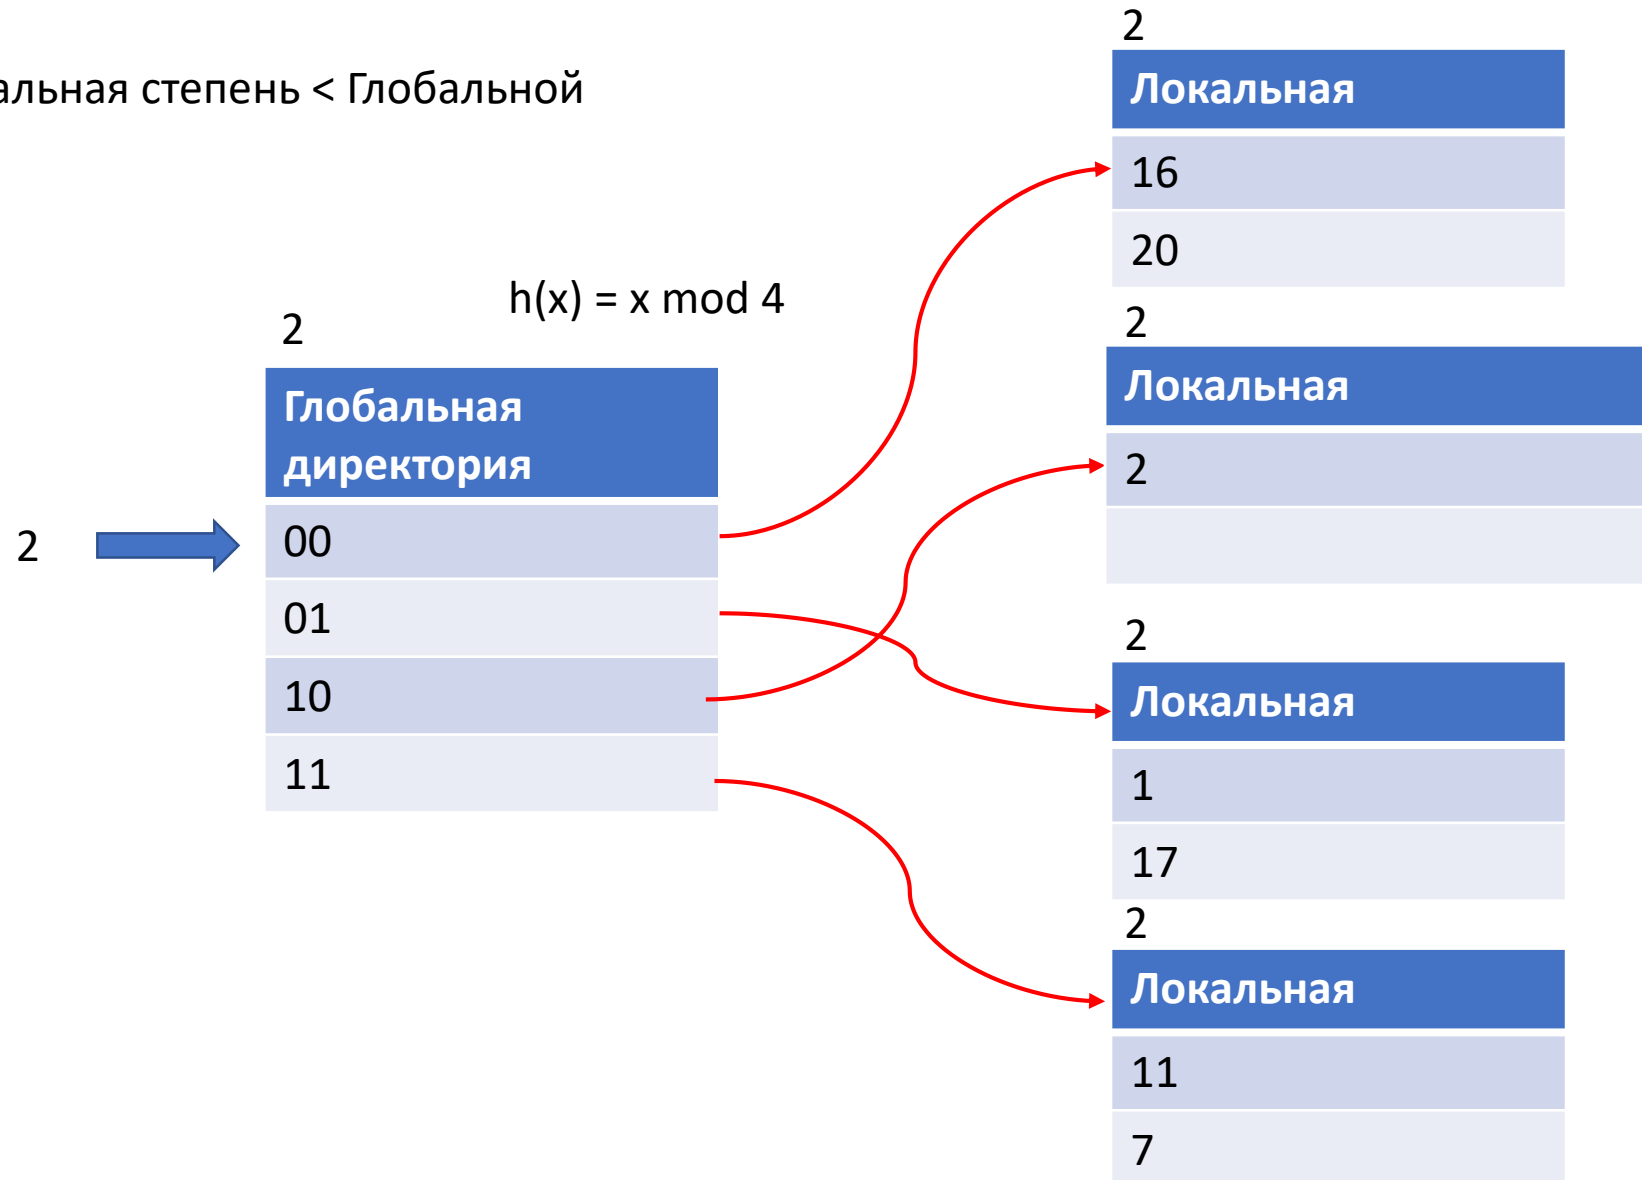 альная степень < Глобальной
h(x) = x mod 4
2
2
Глобальная
директория
00
01
10
11
2
Локальная
16
20
2
Локальная
2
2
Локальная
1
17
2
Локальная
11
7